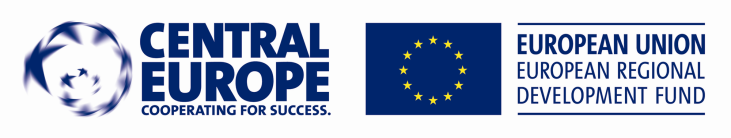 CENTRAL
EUROPE
COOPERATING FOR SUCCESS.
EUROPEAN UNION
EUROPEAN REGIONAL
DEVELOPMENT FUND